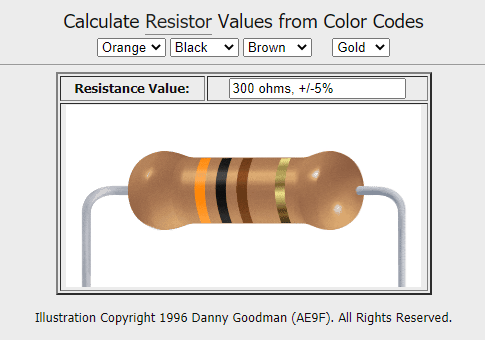 Calculate Resistor Values from Color Codes
Orange Black Brown Gold
Resistance Value: 300 ohms, +/-5%
Illustration Copyright 1996 Danny Goodman (AE9F). All Rights Reserved.